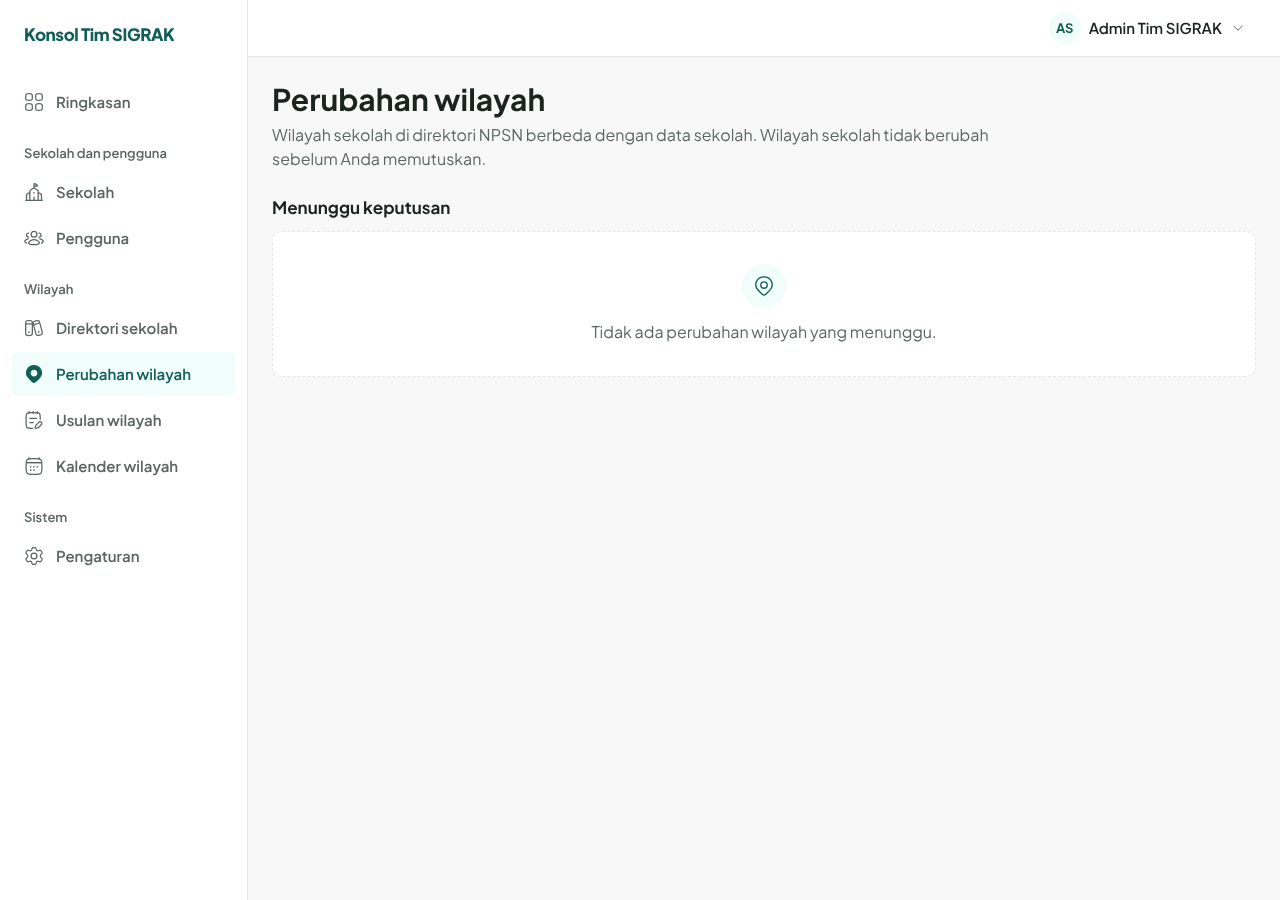 Konsol Tim SIGRAK
AS
Admin Tim SIGRAK
Ringkasan
Sekolah dan pengguna
Sekolah
Pengguna
Wilayah
Direktori sekolah
Perubahan wilayah
Usulan wilayah
Kalender wilayah
Sistem
Pengaturan
Perubahan wilayah
Wilayah sekolah di direktori NPSN berbeda dengan data sekolah. Wilayah sekolah tidak berubah
sebelum Anda memutuskan.
Menunggu keputusan
Tidak ada perubahan wilayah yang menunggu.